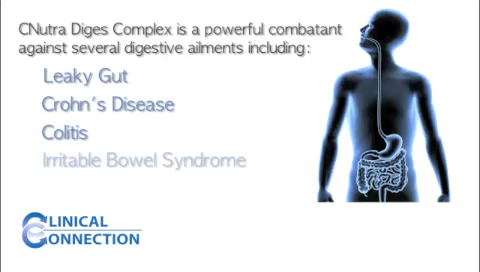 CNutra Diges Complex is a powerful combatant
against several digestive ailments including:
Leaky Gut
Crohn's Disease
Colitis
Irritable Bowel Syndrome
CLINICAL
CONNECTION